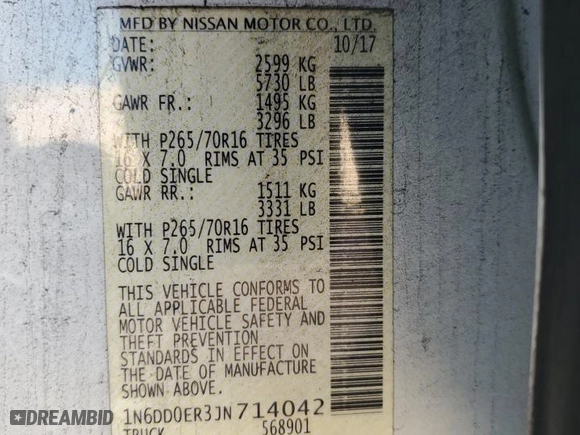 MFD BY NISSAN MOTOR CO., LTD.
DATE: 10/17
GVWR: 2599 KG
5730 LB
GAWR FR.: 1495 KG
3296 LB
WITH P265/70R16 TIRES
16 X 7.0 RIMS AT 35 PSI
COLD SINGLE
GAWR RR.: 1511 KG
3331 LB
WITH P265/70R16 TIRES
16 X 7.0 RIMS AT 35 PSI
COLD SINGLE
THIS VEHICLE CONFORMS TO
ALL APPLICABLE FEDERAL
MOTOR VEHICLE SAFETY AND
THEFT PREVENTION
STANDARDS IN EFFECT ON
THE DATE OF MANUFACTURE
SHOWN ABOVE.
1N6DD0ER3JN714042
TRUCK 568901
DREAMBID